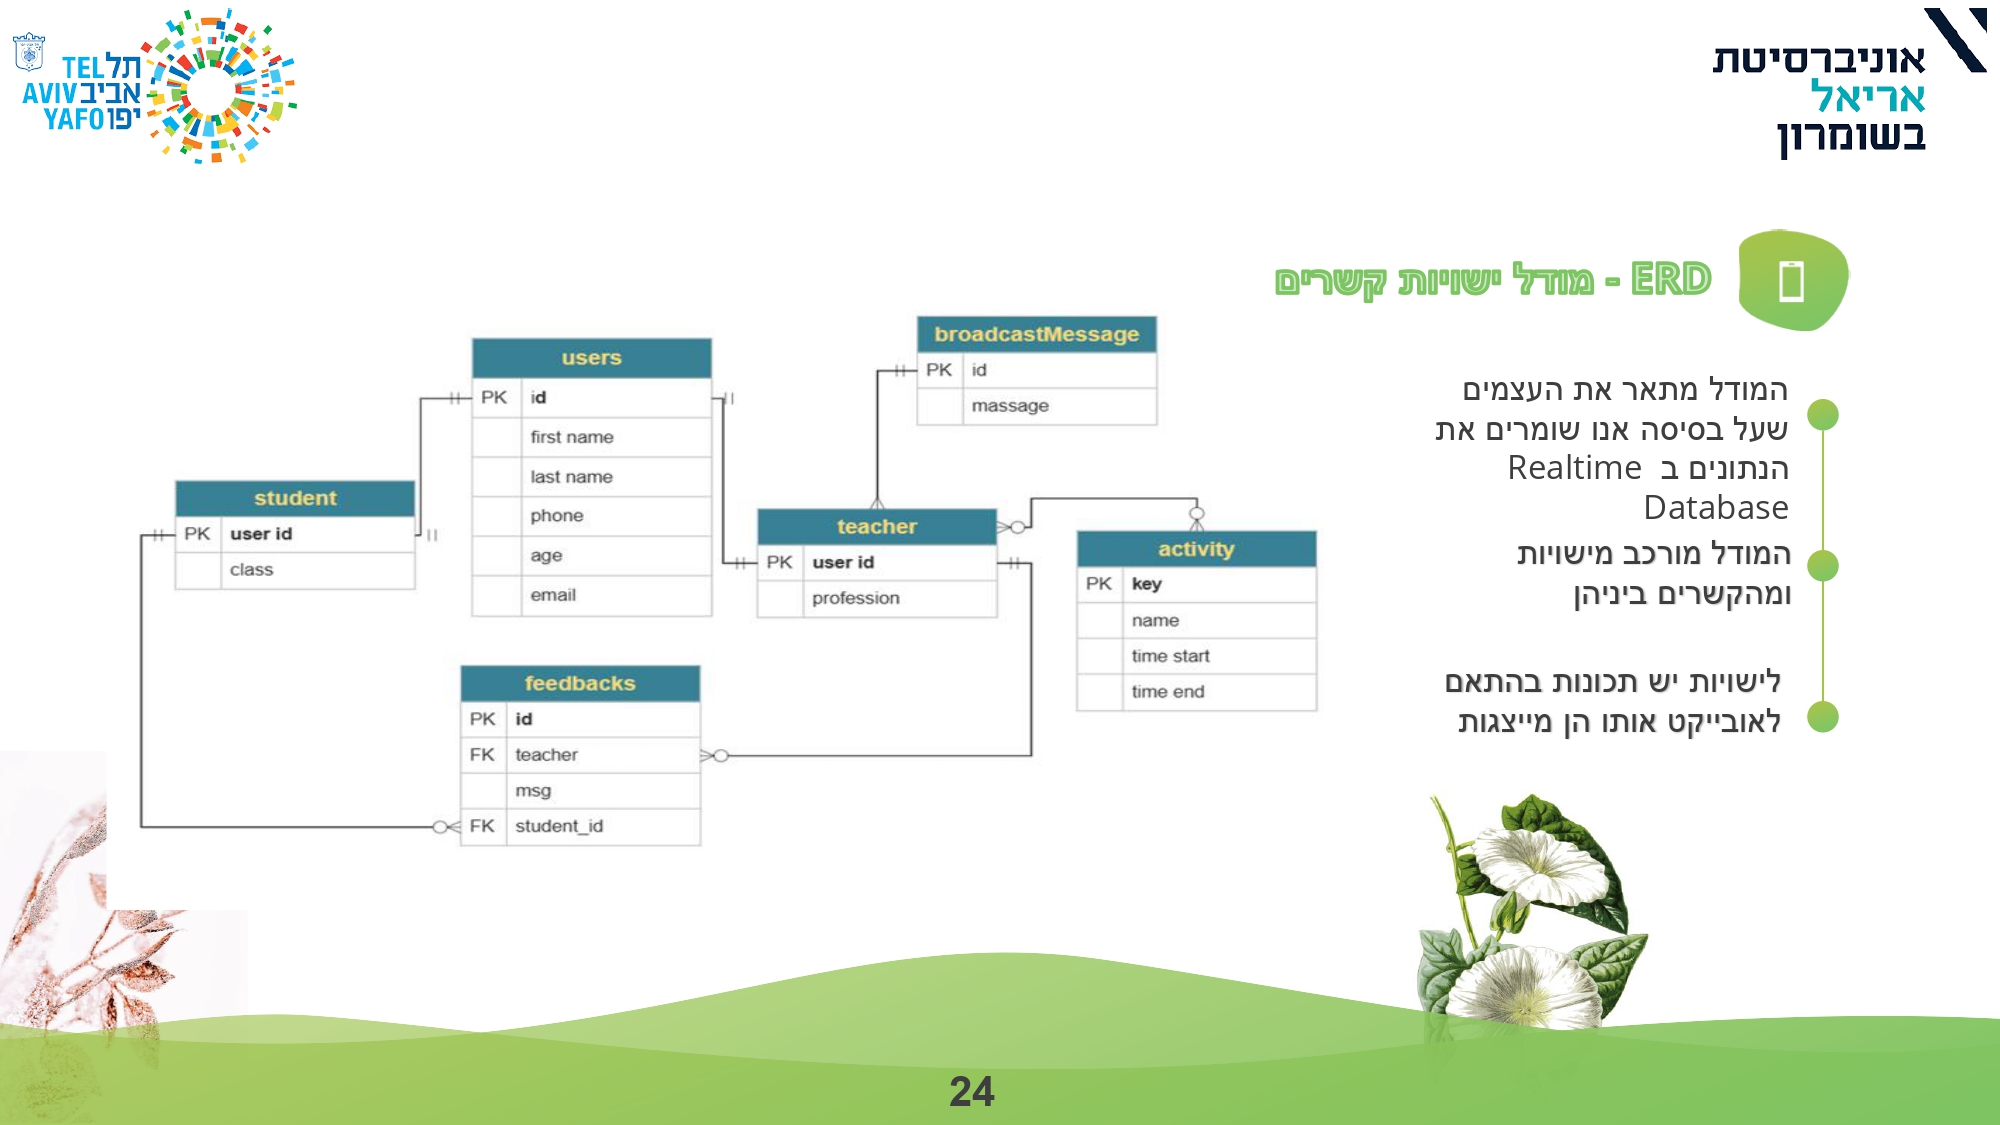 תל TEL
אביב AVIV
יפו YAFO
אוניברסיטת
אריאל
בשומרון
ERD - מודל ישויות קשרים
המודל מתאר את העצמים
שעל בסיסה אנו שומרים את
הנתונים ב Realtime
Database
המודל מורכב מישויות
ומהקשרים ביניהן
לישויות יש תכונות בהתאם
לאובייקט אותו הן מייצגות
users
PK id
first name
last name
phone
age
email
broadcastMessage
PK id
massage
student
PK user id
class
teacher
PK user id
profession
activity
PK key
name
time start
time end
feedbacks
PK id
FK teacher
msg
FK student_id
24